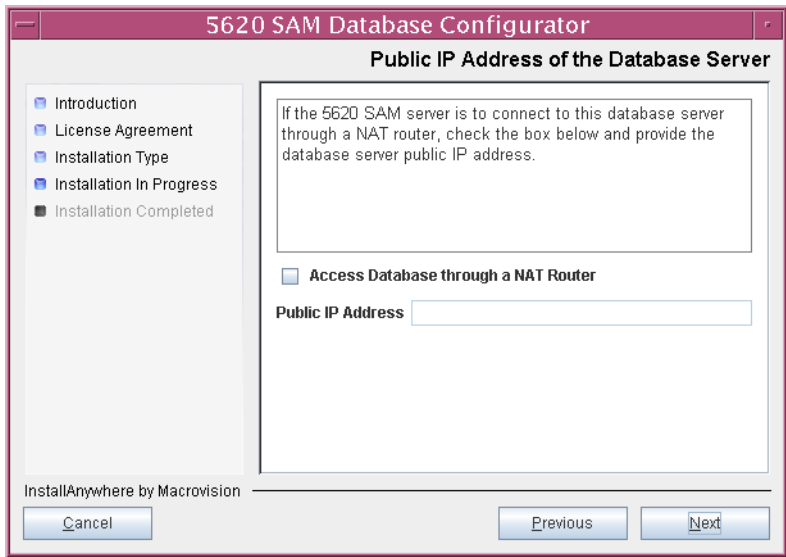 5620 SAM Database Configurator
Public IP Address of the Database Server
Introduction
License Agreement
Installation Type
Installation In Progress
Installation Completed
If the 5620 SAM server is to connect to this database server
through a NAT router, check the box below and provide the
database server public IP address.
Access Database through a NAT Router
Public IP Address
InstallAnywhere by Macrovision
Cancel
Previous
Next